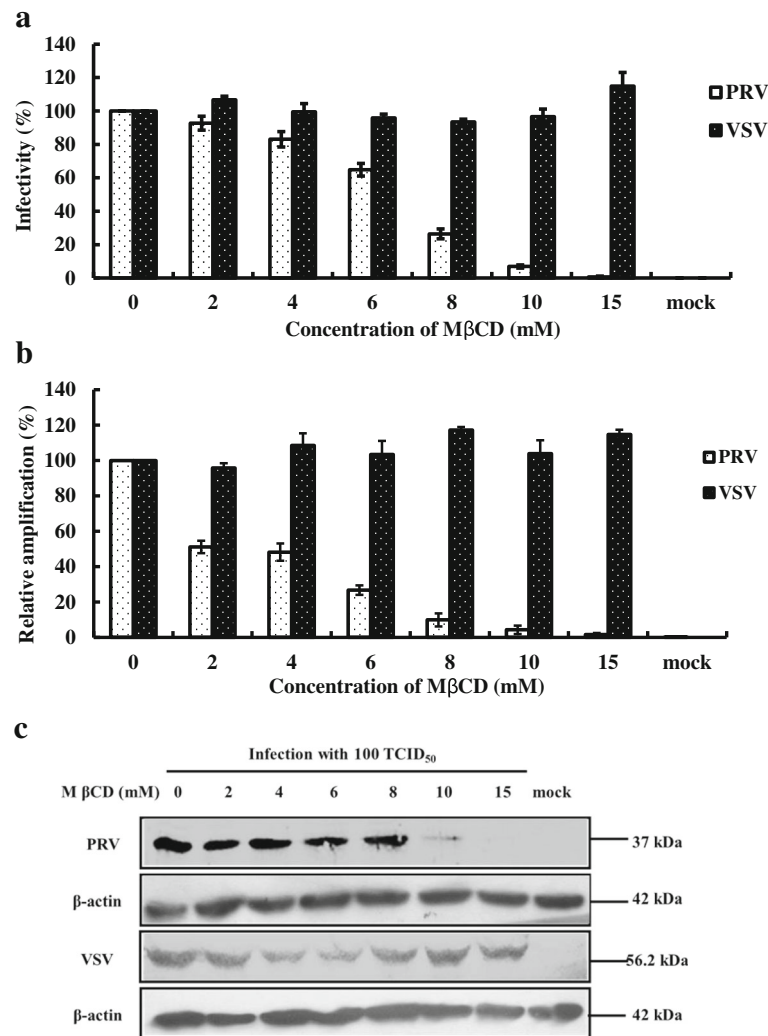 a
140
120
100
80
60
40
20
0
Infectivity (%)
PRV
VSV
0 2 4 6 8 10 15 mock
Concentration of MβCD (mM)
b
140
120
100
80
60
40
20
0
Relative amplification (%)
PRV
VSV
0 2 4 6 8 10 15 mock
Concentration of MβCD (mM)
c
Infection with 100 TCID₅₀
M βCD (mM) 0 2 4 6 8 10 15 mock
PRV 37 kDa
β-actin 42 kDa
VSV 56.2 kDa
β-actin 42 kDa